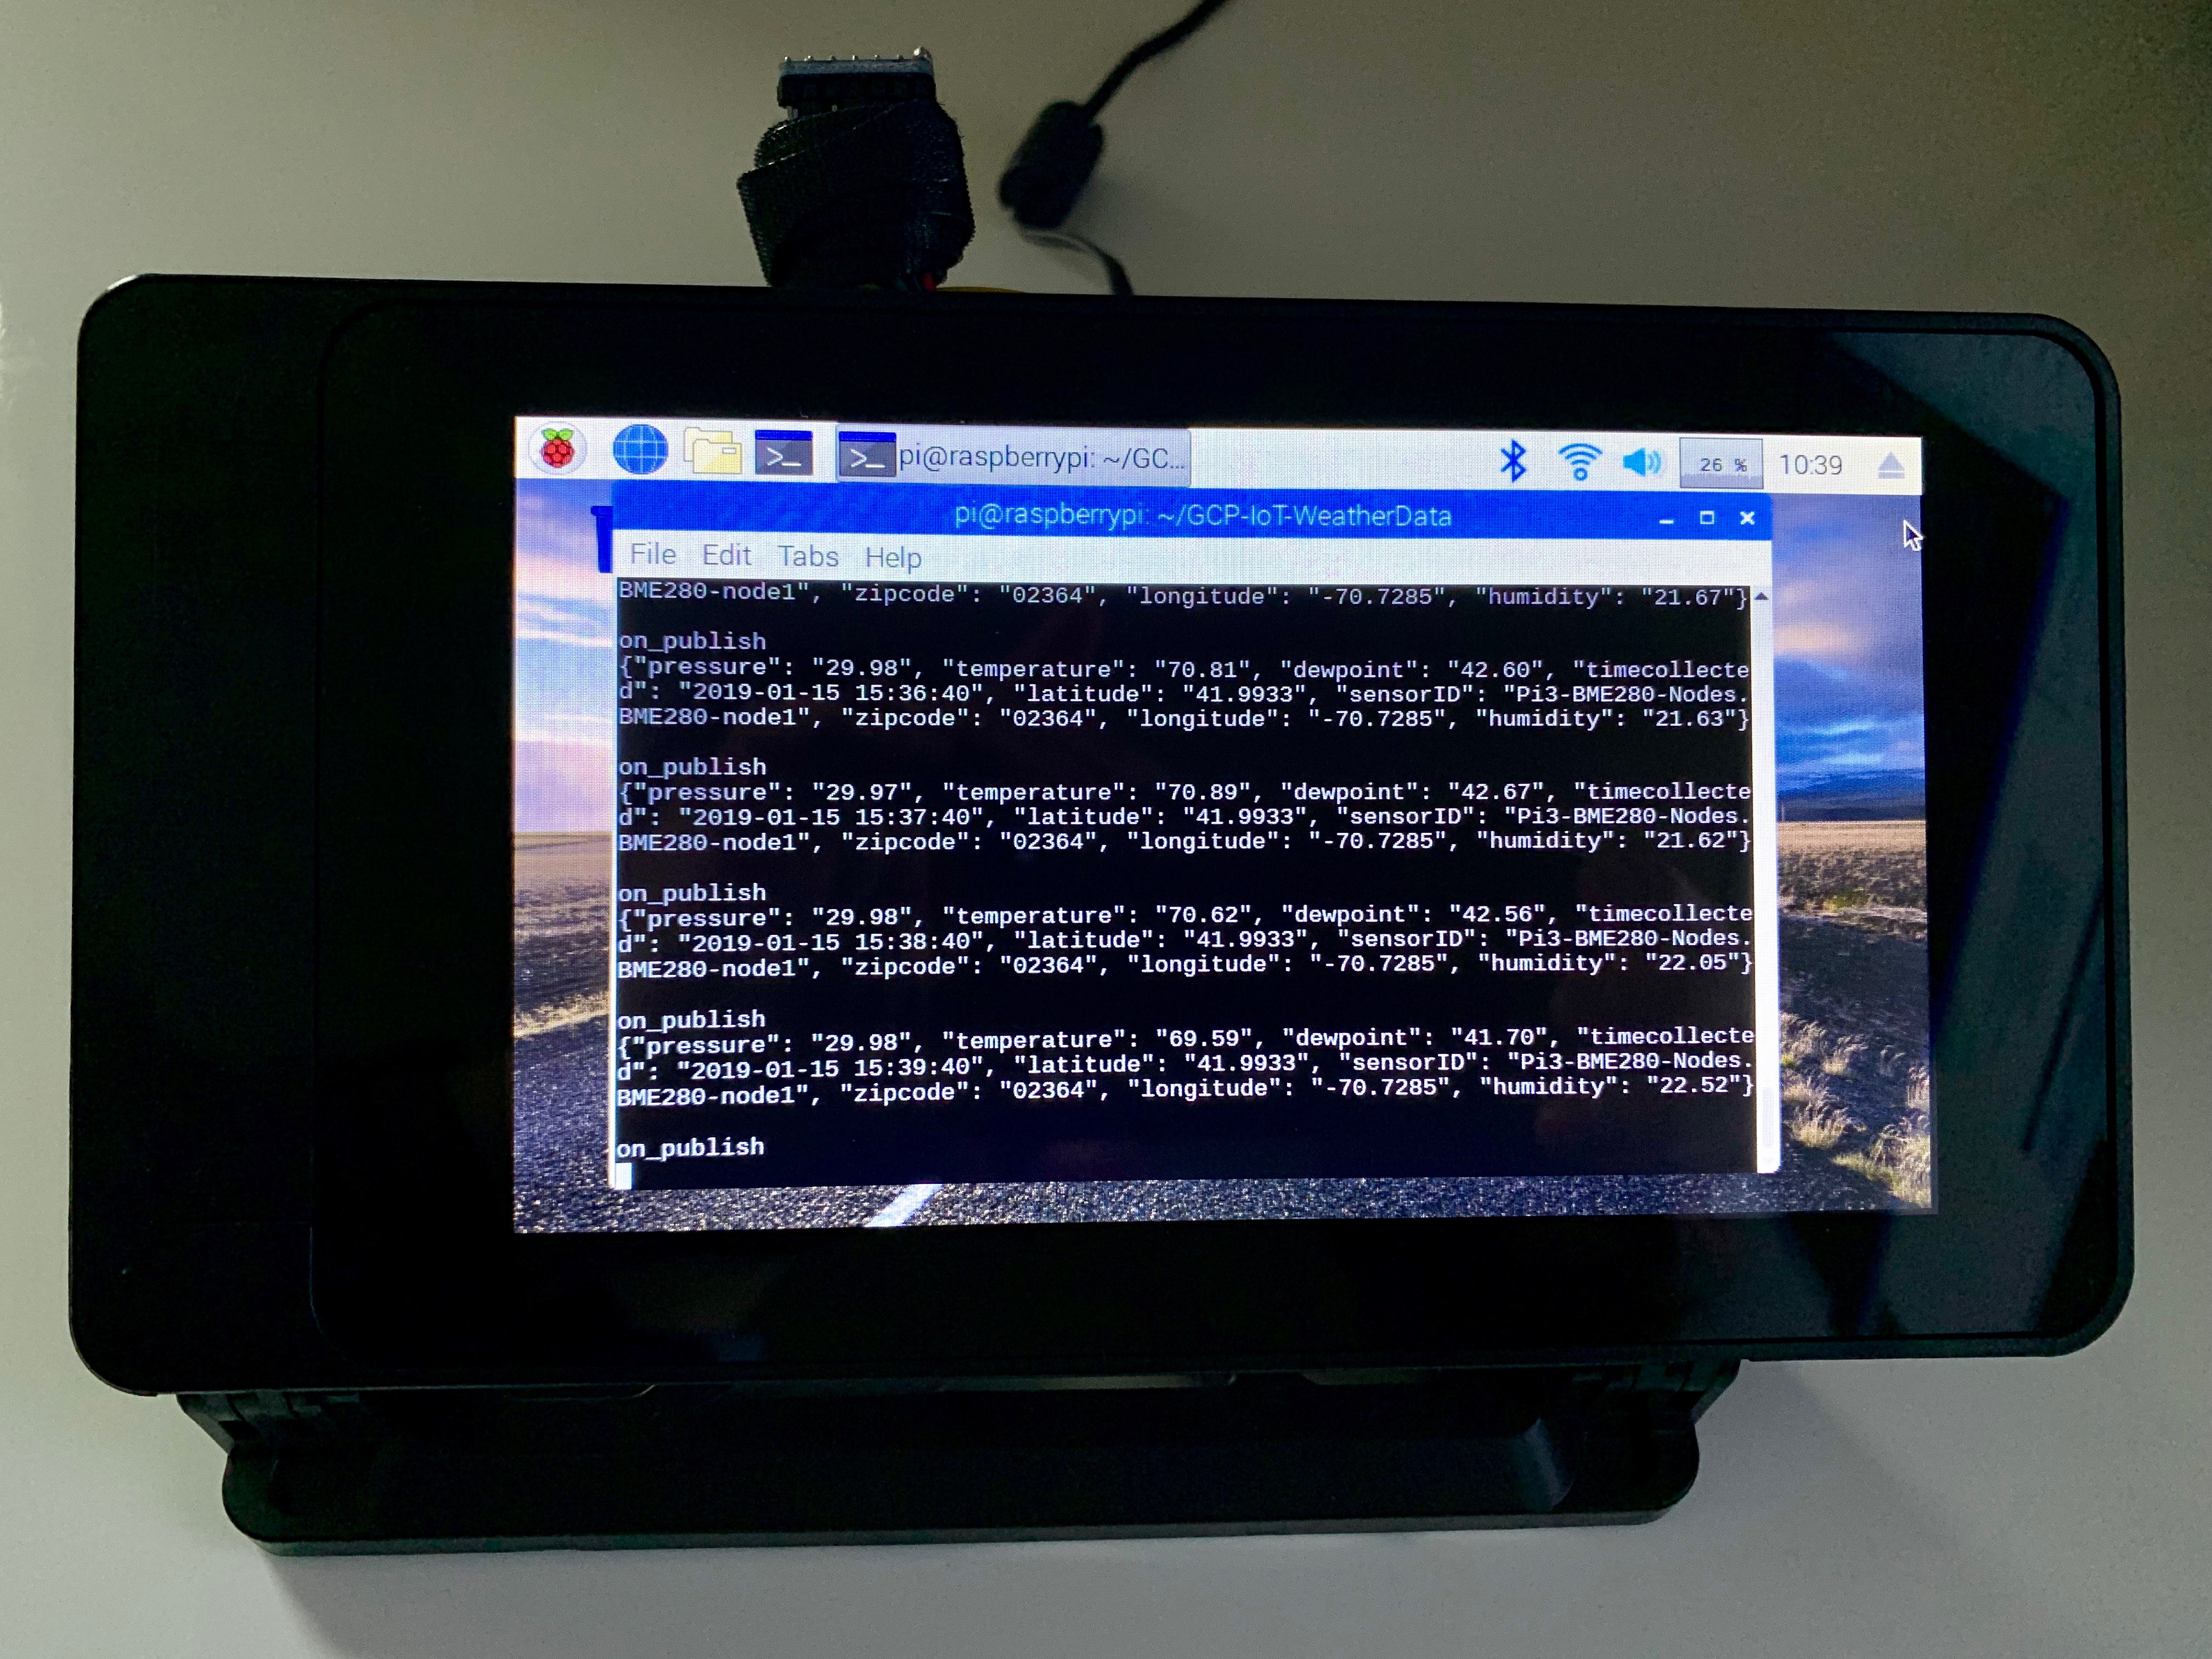 pi@raspberrypi: ~/GC...
26 %
10:39
pi@raspberrypi: ~/GCP-IoT-WeatherData
File Edit Tabs Help
BME280-node1", "zipcode": "02364", "longitude": "-70.7285", "humidity": "21.67"}
on_publish
{"pressure": "29.98", "temperature": "70.81", "dewpoint": "42.60", "timecollecte
d": "2019-01-15 15:36:40", "latitude": "41.9933", "sensorID": "Pi3-BME280-Nodes.
BME280-node1", "zipcode": "02364", "longitude": "-70.7285", "humidity": "21.63"}
on_publish
{"pressure": "29.97", "temperature": "70.89", "dewpoint": "42.67", "timecollecte
d": "2019-01-15 15:37:40", "latitude": "41.9933", "sensorID": "Pi3-BME280-Nodes.
BME280-node1", "zipcode": "02364", "longitude": "-70.7285", "humidity": "21.62"}
on_publish
{"pressure": "29.98", "temperature": "70.62", "dewpoint": "42.56", "timecollecte
d": "2019-01-15 15:38:40", "latitude": "41.9933", "sensorID": "Pi3-BME280-Nodes.
BME280-node1", "zipcode": "02364", "longitude": "-70.7285", "humidity": "22.05"}
on_publish
{"pressure": "29.98", "temperature": "69.59", "dewpoint": "41.70", "timecollecte
d": "2019-01-15 15:39:40", "latitude": "41.9933", "sensorID": "Pi3-BME280-Nodes.
BME280-node1", "zipcode": "02364", "longitude": "-70.7285", "humidity": "22.52"}
on_publish